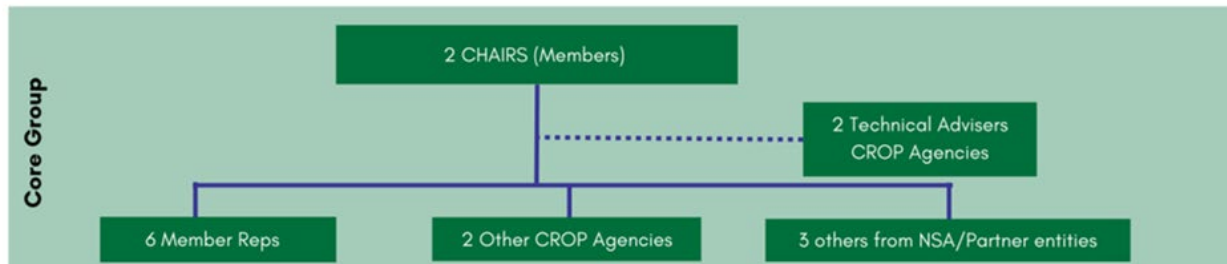 Core Group
2 CHAIRS (Members)
2 Technical Advisers
CROP Agencies
6 Member Reps
2 Other CROP Agencies
3 others from NSA/Partner entities